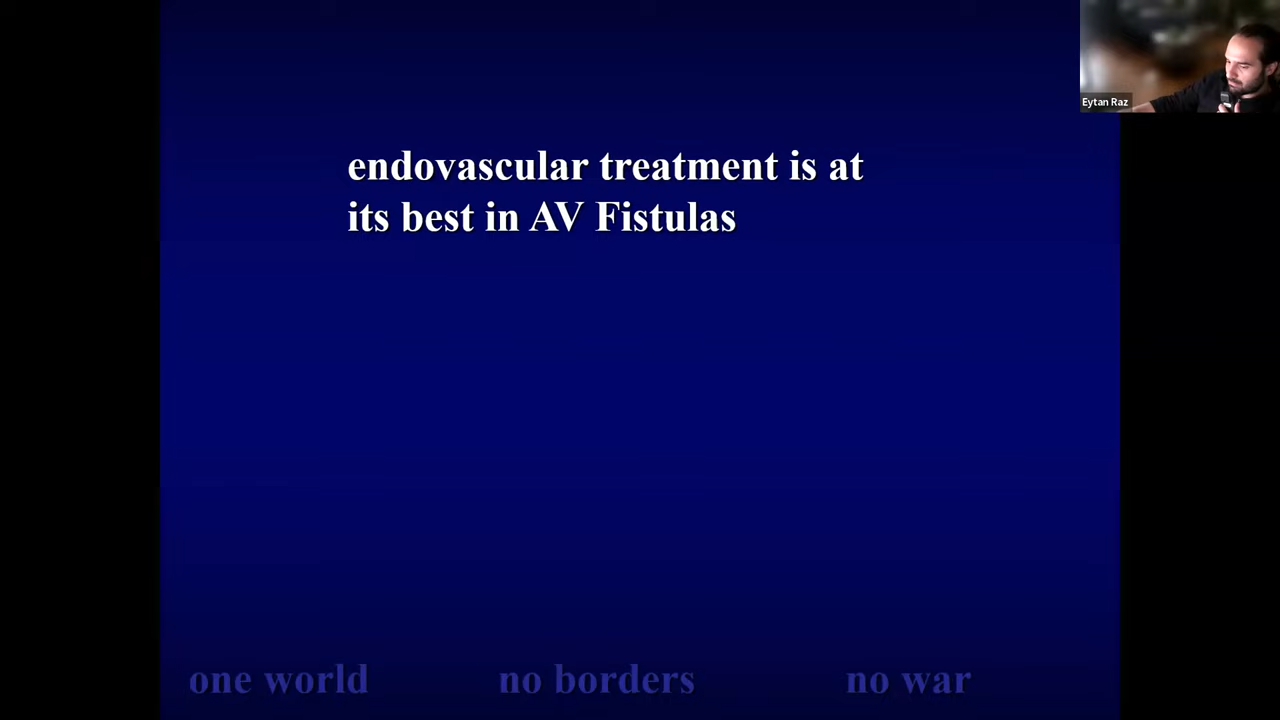 Eytan Raz
endovascular treatment is at
its best in AV Fistulas
one world no borders no war